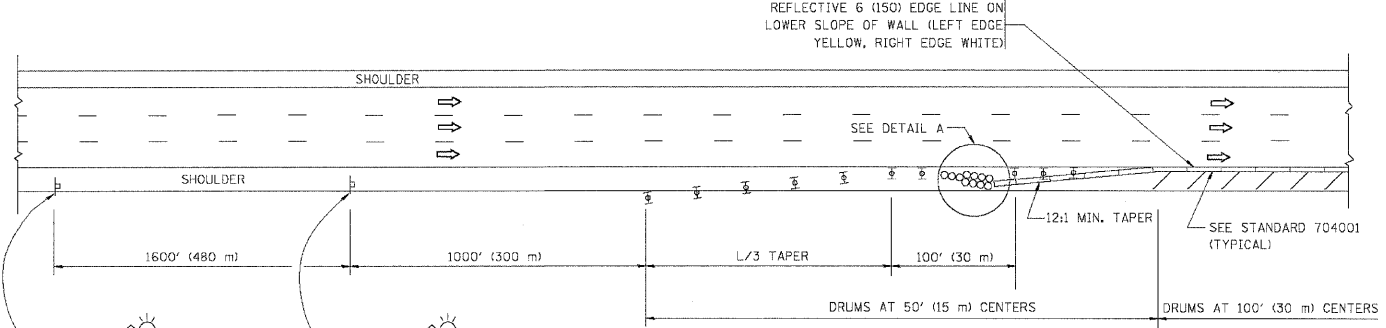 REFLECTIVE 6 (150) EDGE LINE ON
LOWER SLOPE OF WALL (LEFT EDGE
YELLOW, RIGHT EDGE WHITE)
SHOULDER
SEE DETAIL A
SHOULDER
12:1 MIN. TAPER
SEE STANDARD 704001
(TYPICAL)
1600' (480 m)
1000' (300 m)
L/3 TAPER
100' (30 m)
DRUMS AT 50' (15 m) CENTERS
DRUMS AT 100' (30 m) CENTERS